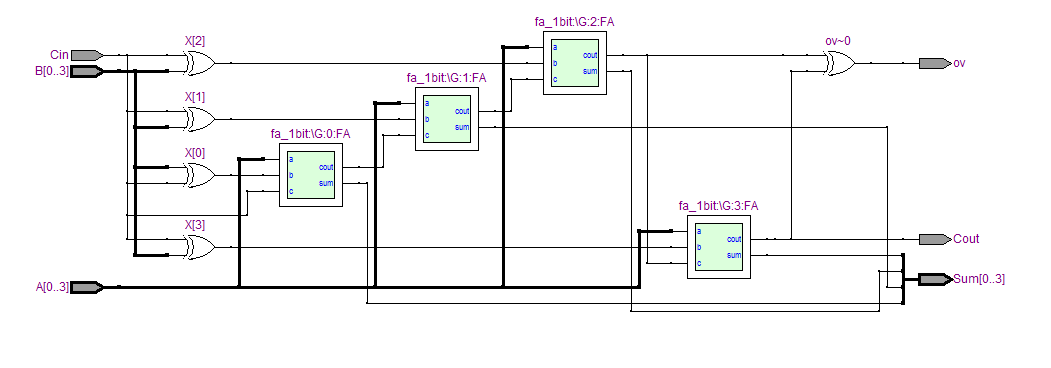 fa_1bit:\G:2:FA
X[2]
ov~0
Cin
a
cout
b
sum
c
ov
B[0..3]
fa_1bit:\G:1:FA
X[1]
a
cout
b
sum
c
fa_1bit:\G:0:FA
X[0]
a
cout
b
sum
c
fa_1bit:\G:3:FA
X[3]
a
cout
b
sum
c
Cout
A[0..3]
Sum[0..3]